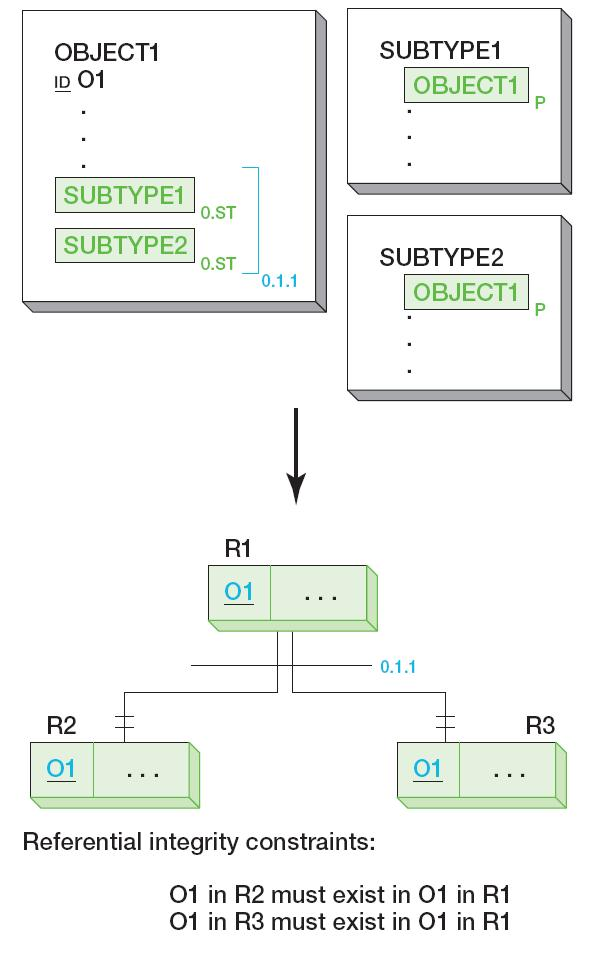 OBJECT1
ID O1
.
.
.
SUBTYPE1 0.ST
SUBTYPE2 0.ST
0.1.1
SUBTYPE1
OBJECT1 P
.
.
.
SUBTYPE2
OBJECT1 P
.
.
.
R1
O1 ...
0.1.1
R2
O1 ...
R3
O1 ...
Referential integrity constraints:
O1 in R2 must exist in O1 in R1
O1 in R3 must exist in O1 in R1